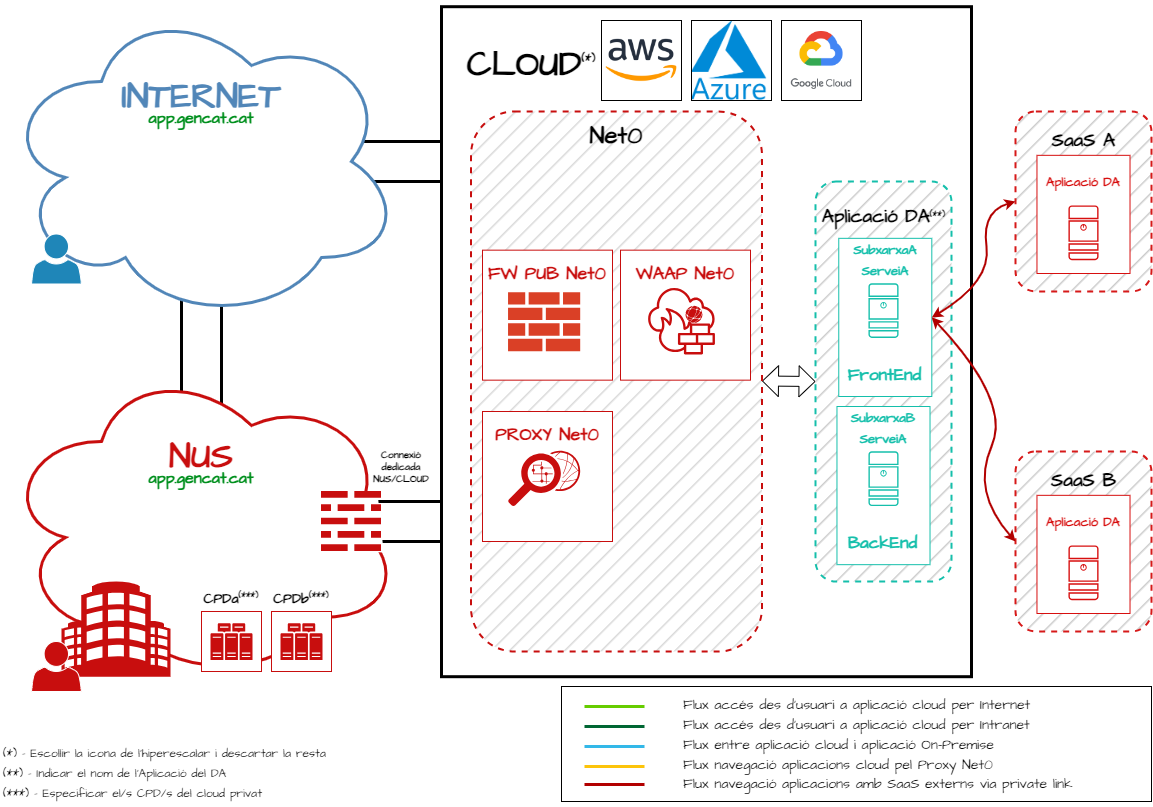 INTERNET
app.gencat.cat
CLOUD(*)
aws
Azure
Google Cloud
Net0
FW PUB Net0
WAAP Net0
PROXY Net0
Aplicació DA(**)
SubxarxaA
ServeiA
FrontEnd
SubxarxaB
ServeiA
BackEnd
SaaS A
Aplicació DA
SaaS B
Aplicació DA
NUS
app.gencat.cat
Connexió
dedicada
NUS/CLOUD
CPDa(***)
CPDb(***)
Flux accés des d'usuari a aplicació cloud per Internet
Flux accés des d'usuari a aplicació cloud per Intranet
Flux entre aplicació cloud i aplicació On-Premise
Flux navegació aplicacions cloud pel Proxy Net0
Flux navegació aplicacions amb SaaS externs via private link.
(*) - Escollir la icona de l'hiperescalar i descartar la resta
(**) - Indicar el nom de l'Aplicació del DA
(***) - Especificar el/s CPD/s del cloud privat